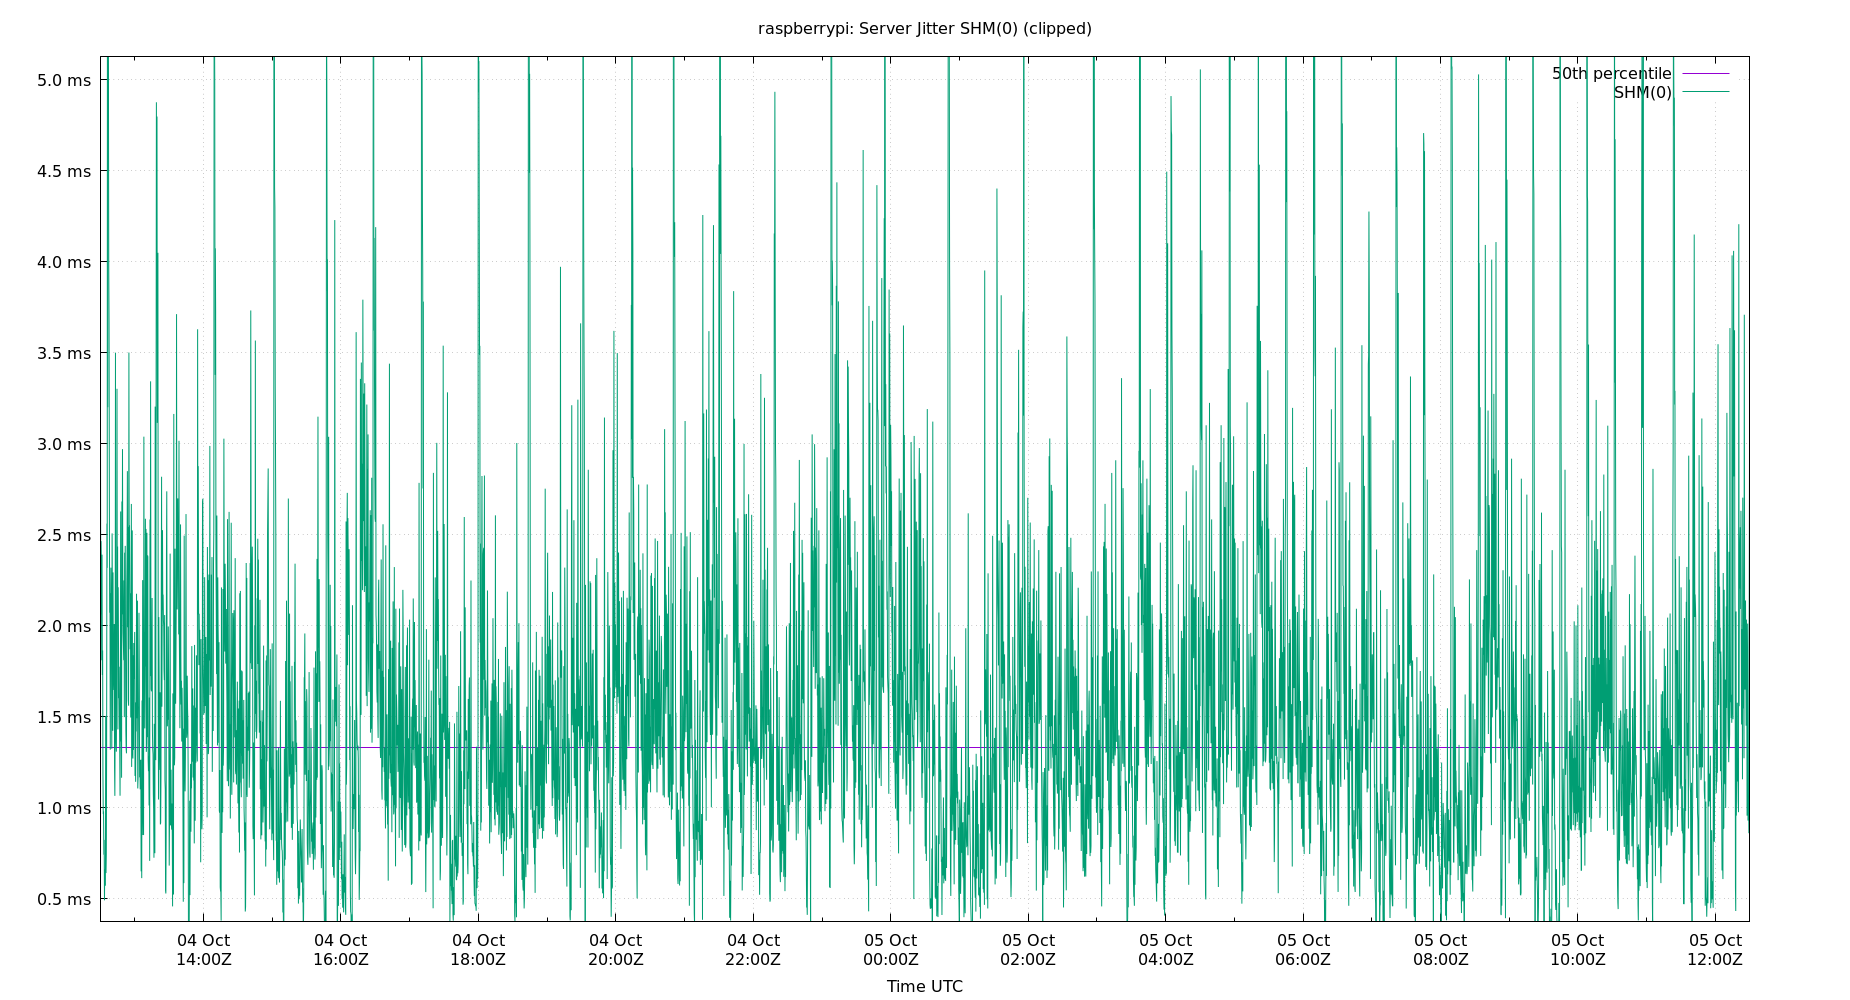 raspberrypi: Server Jitter SHM(0) (clipped)
50th percentile
SHM(0)
5.0 ms
4.5 ms
4.0 ms
3.5 ms
3.0 ms
2.5 ms
2.0 ms
1.5 ms
1.0 ms
0.5 ms
04 Oct 04 Oct 04 Oct 04 Oct 04 Oct 05 Oct 05 Oct 05 Oct 05 Oct 05 Oct 05 Oct 05 Oct
14:00Z 16:00Z 18:00Z 20:00Z 22:00Z 00:00Z 02:00Z 04:00Z 06:00Z 08:00Z 10:00Z 12:00Z
Time UTC